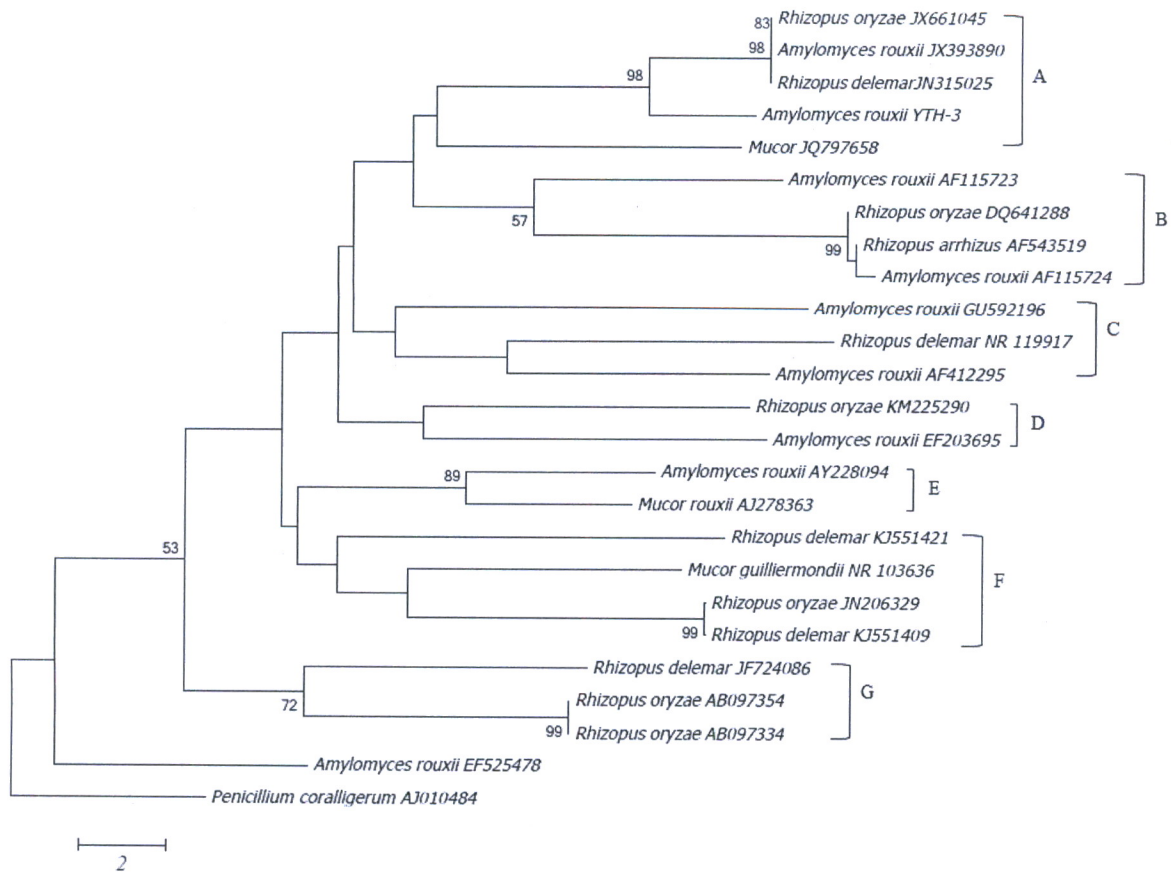 83
Rhizopus oryzae JX661045
98
Amylomyces rouxii JX393890
98
Rhizopus delemarJN315025
A
Amylomyces rouxii YTH-3
Mucor JQ797658
Amylomyces rouxii AF115723
57
Rhizopus oryzae DQ641288
B
99
Rhizopus arrhizus AF543519
Amylomyces rouxii AF115724
Amylomyces rouxii GU592196
C
Rhizopus delemar NR 119917
Amylomyces rouxii AF412295
Rhizopus oryzae KM225290
D
Amylomyces rouxii EF203695
89
Amylomyces rouxii AY228094
E
Mucor rouxii AJ278363
53
Rhizopus delemar KJ551421
Mucor guilliermondii NR 103636
F
Rhizopus oryzae JN206329
99
Rhizopus delemar KJ551409
Rhizopus delemar JF724086
G
72
Rhizopus oryzae AB097354
99
Rhizopus oryzae AB097334
Amylomyces rouxii EF525478
Penicillium coralligerum AJ010484
2